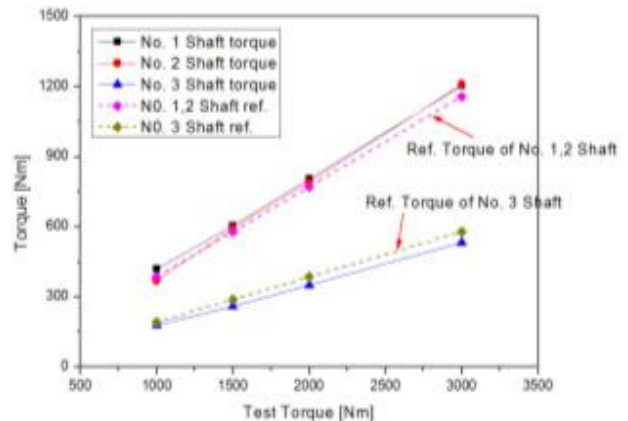 1500
1200
900
600
300
0
Torque [Nm]
No. 1 Shaft torque
No. 2 Shaft torque
No. 3 Shaft torque
N0. 1,2 Shaft ref.
N0. 3 Shaft ref.
Ref. Torque of No. 1,2 Shaft
Ref. Torque of No. 3 Shaft
500 1000 1500 2000 2500 3000 3500
Test Torque [Nm]